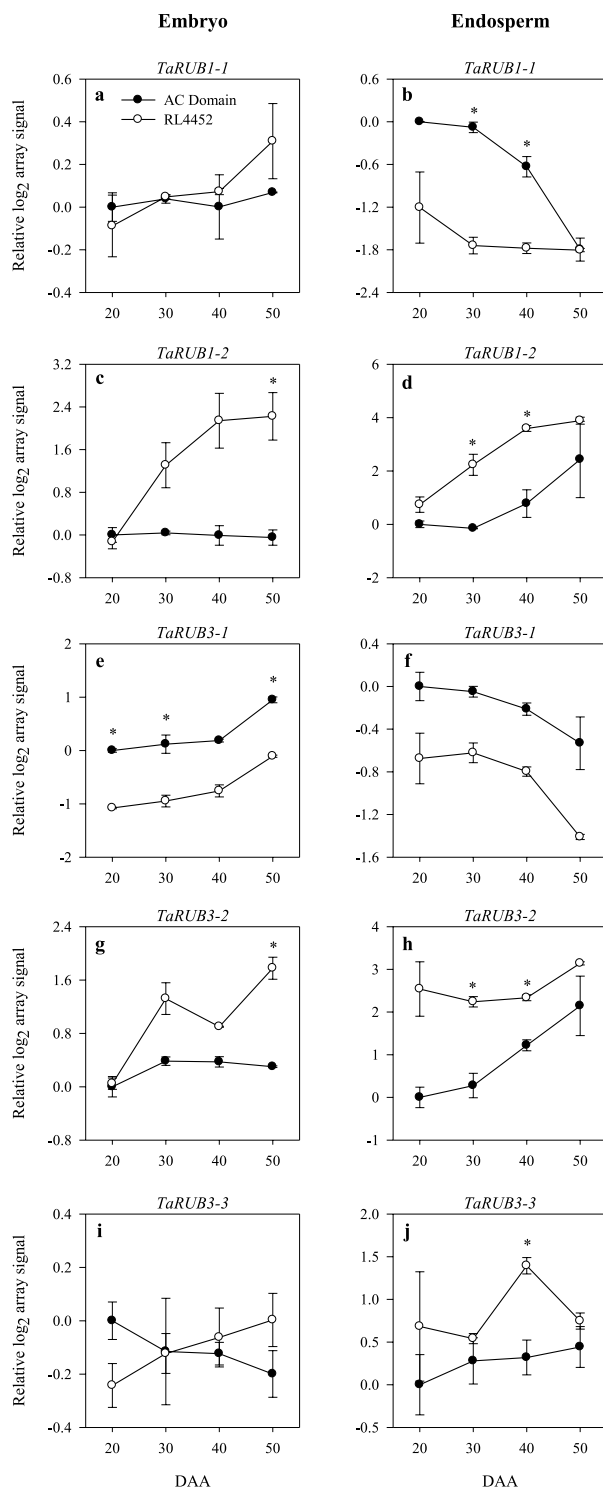 Embryo
Endosperm
TaRUB1-1
TaRUB1-1
a
AC Domain
RL4452
0.6
0.4
0.2
0.0
-0.2
-0.4
20 30 40 50
Relative log2 array signal
b
* *
0.6
0.0
-0.6
-1.2
-1.8
-2.4
20 30 40 50
TaRUB1-2
TaRUB1-2
c
*
3.2
2.4
1.6
0.8
0.0
-0.8
20 30 40 50
Relative log2 array signal
d
* *
6
4
2
0
-2
20 30 40 50
TaRUB3-1
TaRUB3-1
e
* * *
2
1
0
-1
-2
20 30 40 50
Relative log2 array signal
f
0.4
0.0
-0.4
-0.8
-1.2
-1.6
20 30 40 50
TaRUB3-2
TaRUB3-2
g
*
2.4
1.6
0.8
0.0
-0.8
20 30 40 50
Relative log2 array signal
h
* *
4
3
2
1
0
-1
20 30 40 50
TaRUB3-3
TaRUB3-3
i
0.4
0.2
0.0
-0.2
-0.4
20 30 40 50
Relative log2 array signal
DAA
j
*
2.0
1.5
1.0
0.5
0.0
-0.5
20 30 40 50
DAA